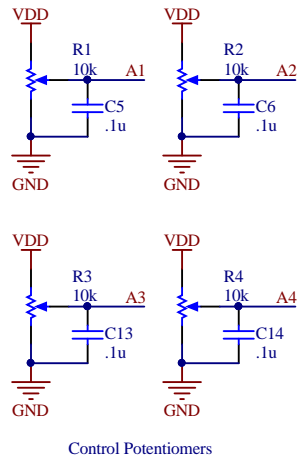 VDD VDD
R1 R2
10k A1 10k A2
C5 C6
.1u .1u
GND GND
VDD VDD
R3 R4
10k A3 10k A4
C13 C14
.1u .1u
GND GND
Control Potentiomers